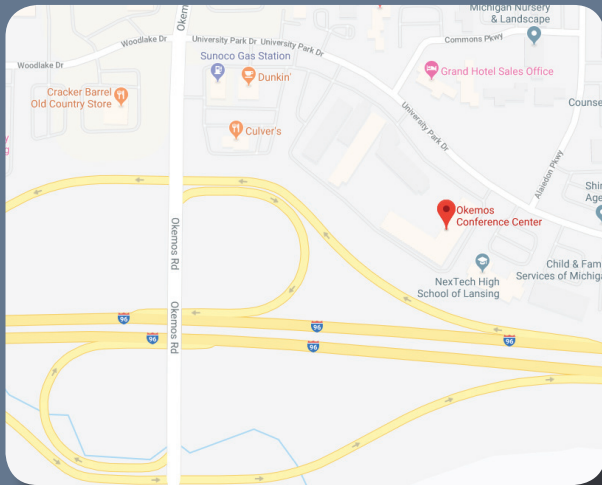 Michigan Nursery
& Landscape
Okem
University Park Dr University Park Dr
Commons Pkwy
Woodlake Dr
Woodlake Dr
Sunoco Gas Station
Dunkin'
Grand Hotel Sales Office
Cracker Barrel
Old Country Store
University Park Dr
Counse
Culver's
Alaiedon Pkwy
Shi
Age
Okemos
Conference Center
Okemos Rd
NexTech High
School of Lansing
Child & Fam
Services of Michiga
Okemos Rd
96
96
96
96
96